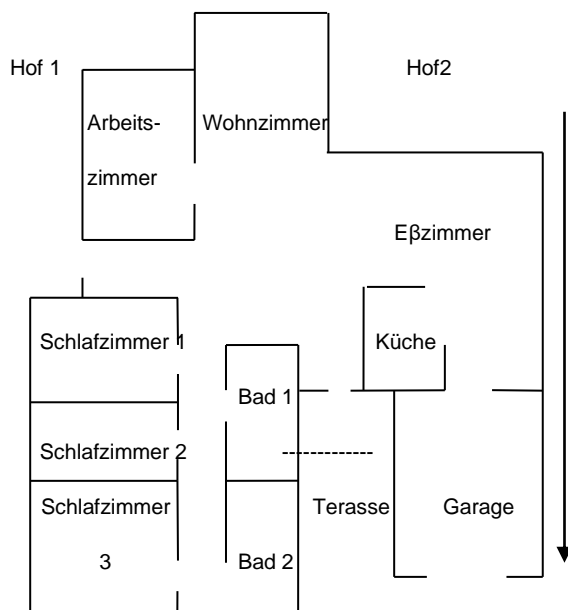 Hof 1
Hof2
Arbeits-
zimmer
Wohnzimmer
Eβzimmer
Schlafzimmer 1
Küche
Bad 1
Schlafzimmer 2
Schlafzimmer
3
Terasse
Garage
Bad 2